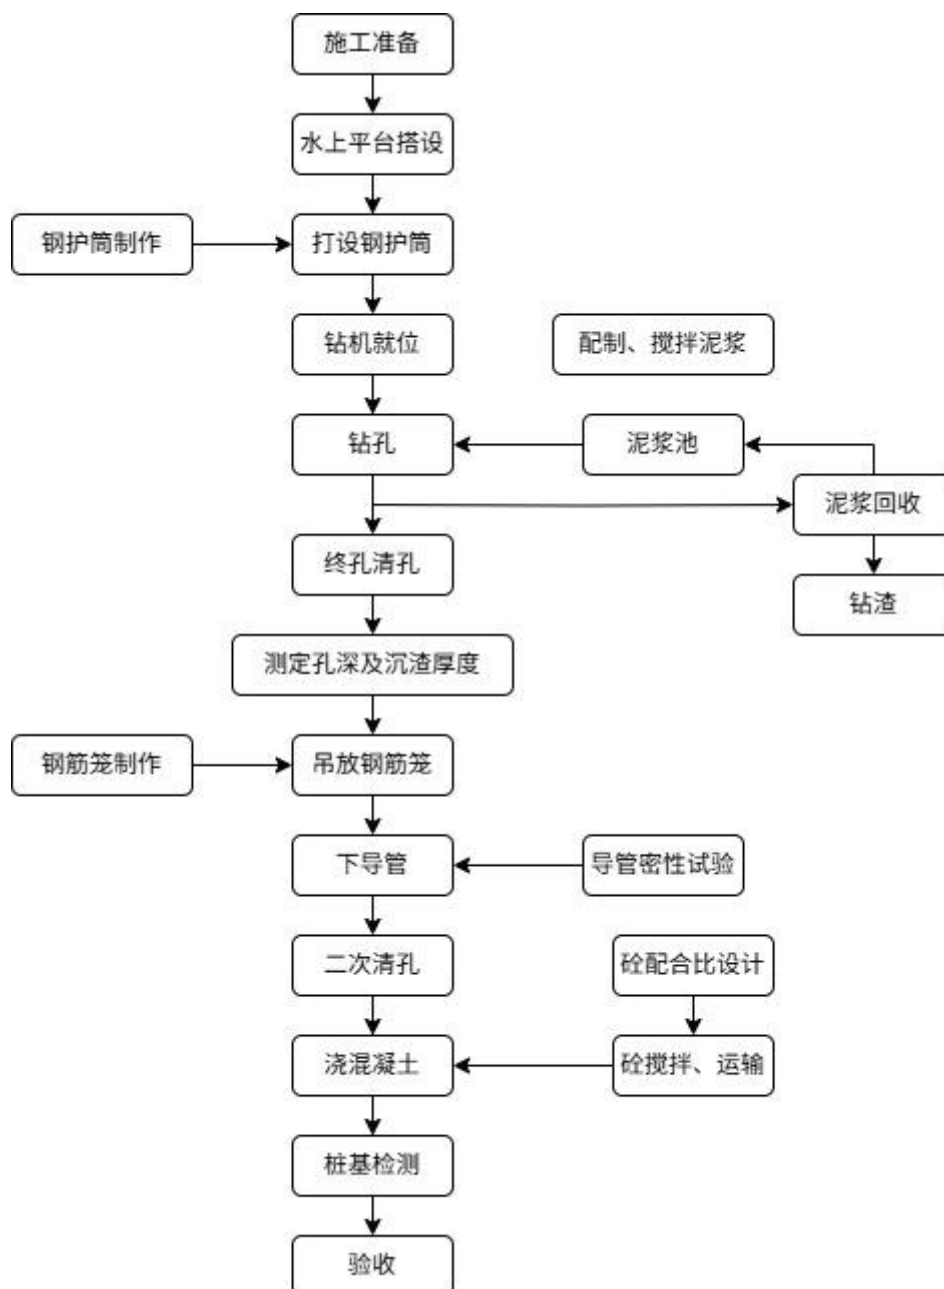 施工准备
水上平台搭设
钢护筒制作
打设钢护筒
钻机就位
配制、搅拌泥浆
钻孔
泥浆池
泥浆回收
终孔清孔
钻渣
测定孔深及沉渣厚度
钢筋笼制作
吊放钢筋笼
下导管
导管密性试验
二次清孔
砼配合比设计
浇混凝土
砼搅拌、运输
桩基检测
验收